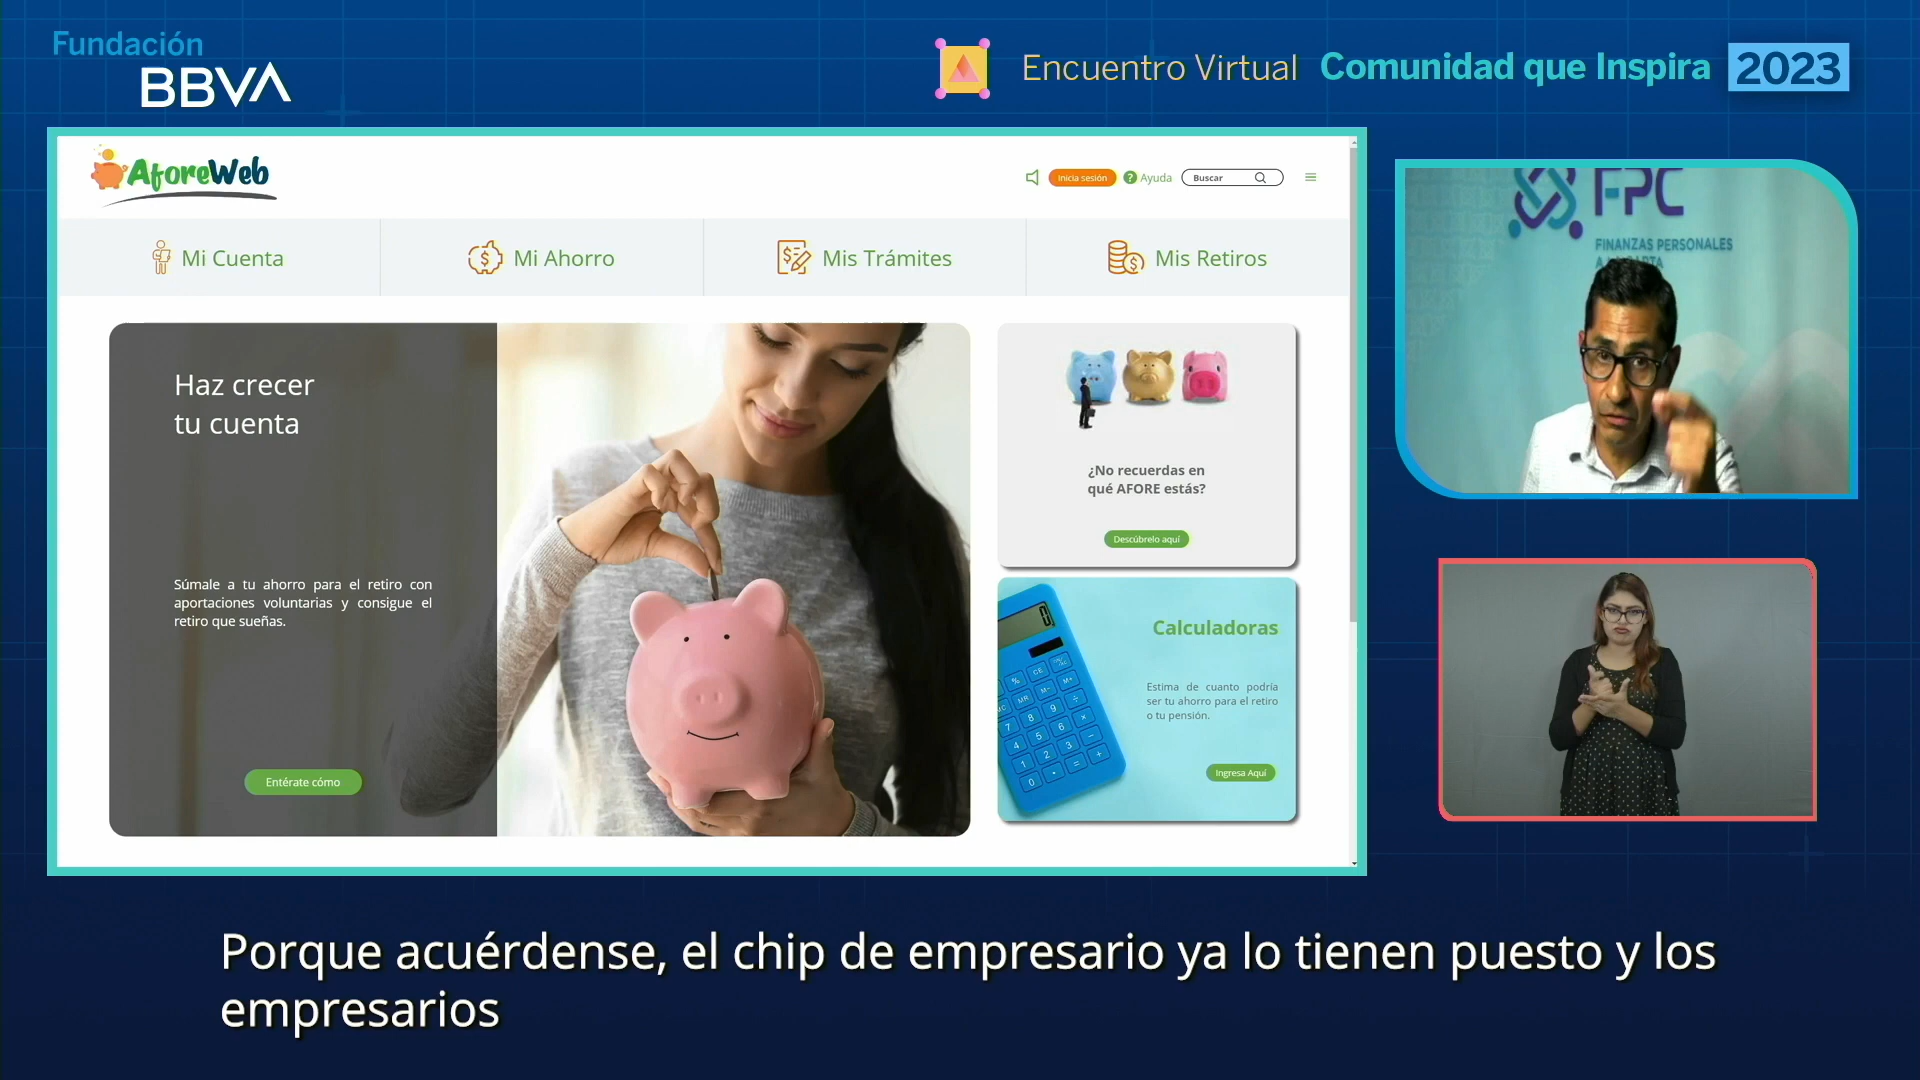 Fundación
BBVA
Encuentro Virtual Comunidad que Inspira 2023
AforeWeb
Inicia sesión
? Ayuda
Buscar
Mi Cuenta
Mi Ahorro
Mis Trámites
Mis Retiros
Haz crecer
tu cuenta
Súmale a tu ahorro para el retiro con
aportaciones voluntarias y consigue el
retiro que sueñas.
Entérate cómo
¿No recuerdas en
qué AFORE estás?
Descúbrelo aquí
Calculadoras
Estima de cuanto podría
ser tu ahorro para el retiro
o tu pensión.
Ingresa Aquí
FPC
FINANZAS PERSONALES
Porque acuérdense, el chip de empresario ya lo tienen puesto y los
empresarios